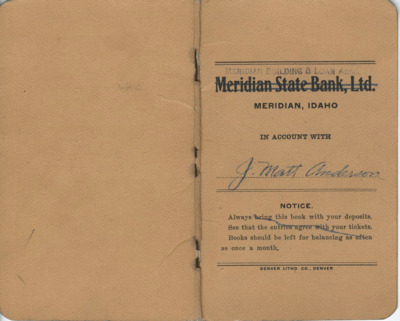 MERIDIAN BUILDING & LOAN ASSN.
Meridian State Bank, Ltd.
MERIDIAN, IDAHO
IN ACCOUNT WITH
J. Matt Anderson
NOTICE.
Always bring this book with your deposits.
See that the entries agree with your tickets.
Books should be left for balancing as often
as once a month.
DENVER LITHO. CO., DENVER